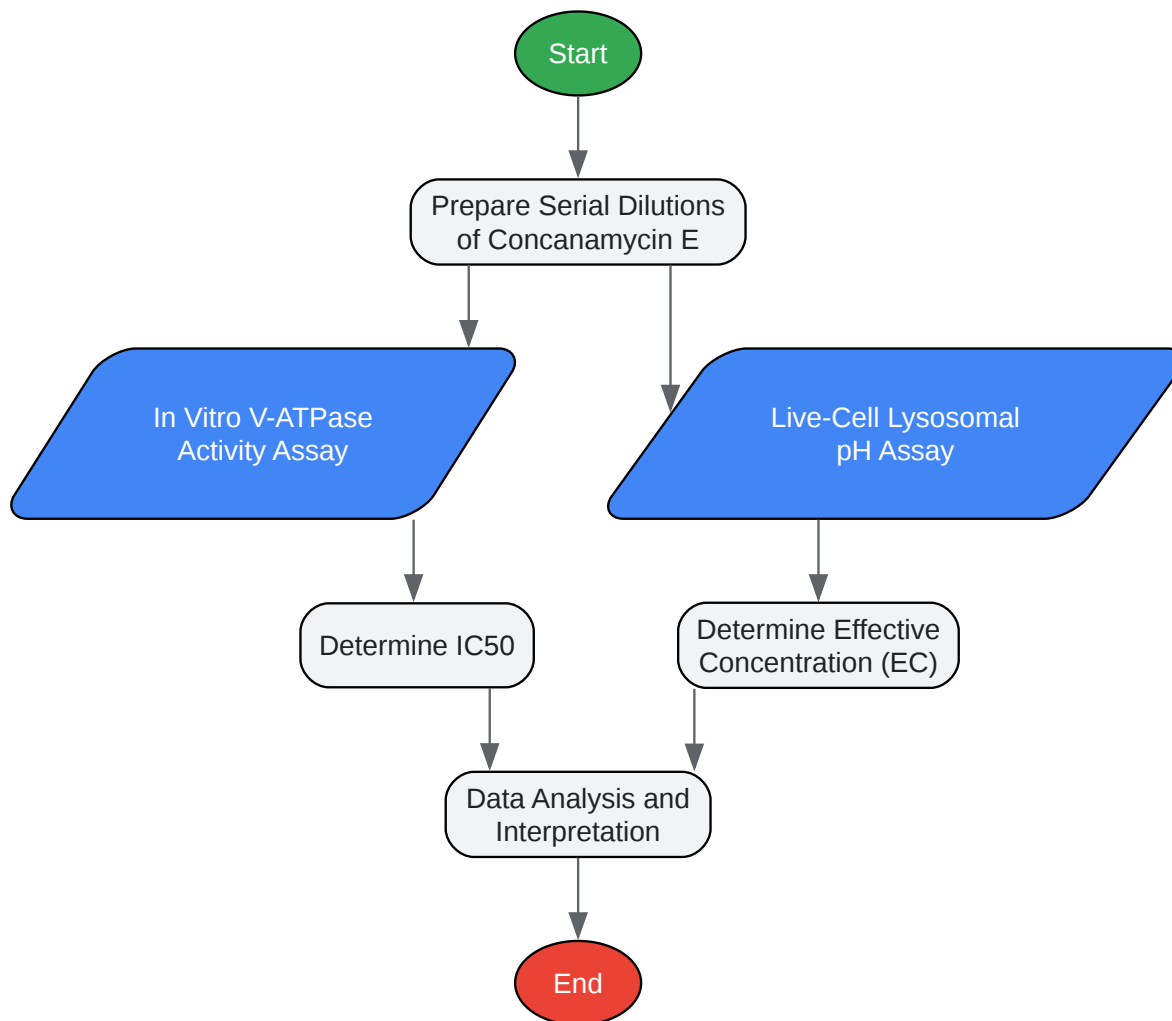 Start
Prepare Serial Dilutions
of Concanamycin E
In Vitro V-ATPase
Activity Assay
Live-Cell Lysosomal
pH Assay
Determine IC50
Determine Effective
Concentration (EC)
Data Analysis and
Interpretation
End